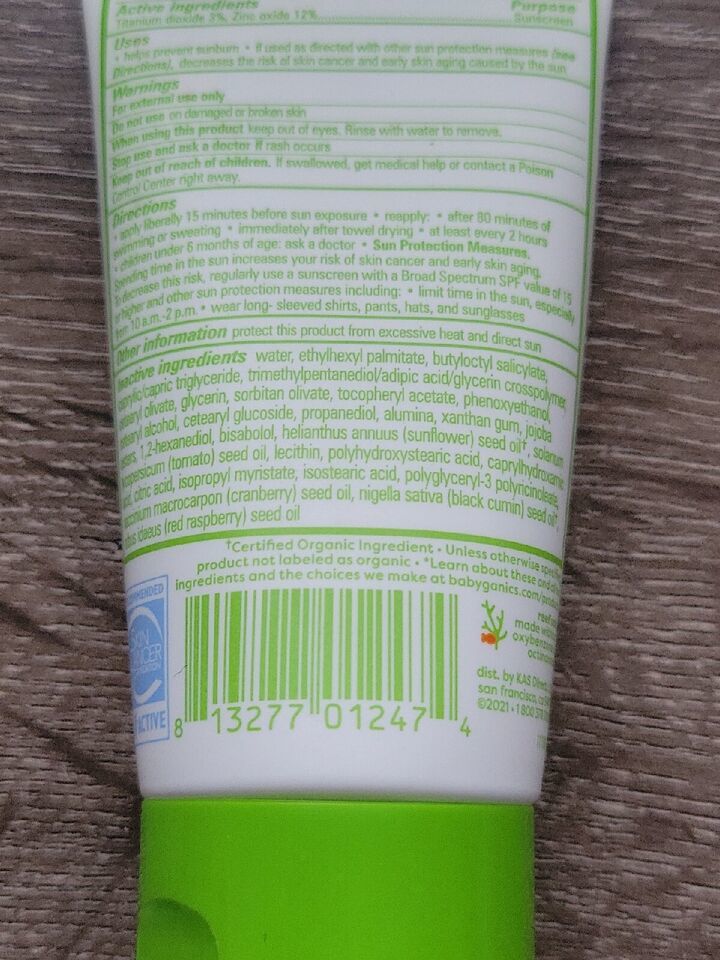 Active ingredients Purpose
Titanium dioxide 3%, Zinc oxide 12% Sunscreen
Uses
• helps prevent sunburn • if used as directed with other sun protection measures (see
Directions), decreases the risk of skin cancer and early skin aging caused by the sun
Warnings
For external use only
Do not use on damaged or broken skin
When using this product keep out of eyes. Rinse with water to remove.
Stop use and ask a doctor if rash occurs
Keep out of reach of children. If swallowed, get medical help or contact a Poison
Control Center right away.
Directions
• apply liberally 15 minutes before sun exposure • reapply: • after 80 minutes of
swimming or sweating • immediately after towel drying • at least every 2 hours
• children under 6 months of age: ask a doctor • Sun Protection Measures.
Spending time in the sun increases your risk of skin cancer and early skin aging.
To decrease this risk, regularly use a sunscreen with a Broad Spectrum SPF value of 15
or higher and other sun protection measures including: • limit time in the sun, especially
from 10 a.m.-2 p.m. • wear long- sleeved shirts, pants, hats, and sunglasses
Other information protect this product from excessive heat and direct sun
Inactive ingredients water, ethylhexyl palmitate, butyloctyl salicylate,
caprylic/capric triglyceride, trimethylpentanediol/adipic acid/glycerin crosspolymer,
olivate, glycerin, sorbitan olivate, tocopheryl acetate, phenoxyethanol,
alcohol, cetearyl glucoside, propanediol, alumina, xanthan gum, jojoba
esters, 1,2-hexanediol, bisabolol, helianthus annuus (sunflower) seed oil†, solanum
(tomato) seed oil, lecithin, polyhydroxystearic acid,
citric acid, isopropyl myristate, isostearic acid, polyglyceryl-3 polyricinoleate,
macrocarpon (cranberry) seed oil, nigella sativa (black cumin) seed oil†,
idaeus (red raspberry) seed oil
†Certified Organic Ingredient • Unless otherwise
product not labeled as organic • *Learn about these
ingredients and the choices we make at babyganics.com/
SKIN
CANCER
ACTIVE
made
dist. by KAS
san francisco,
©2021 • 1 800
8 13277 01247 4